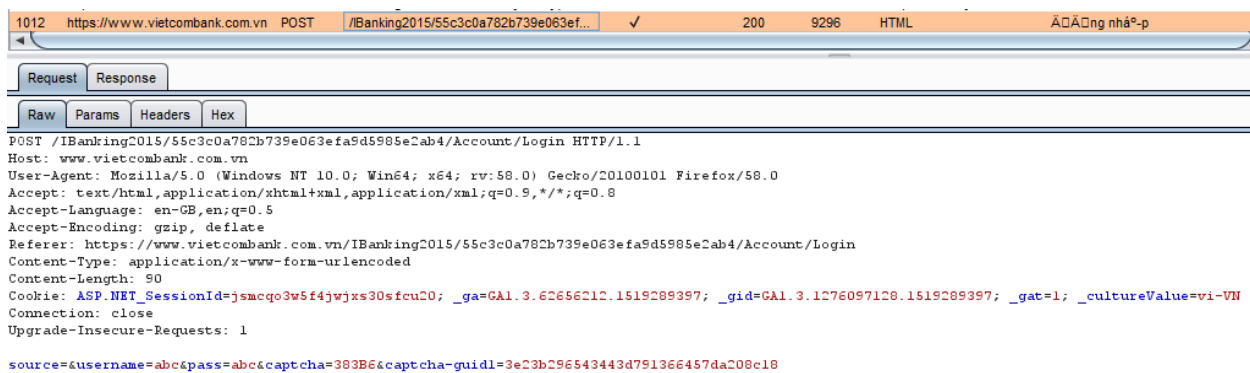 1012 https://www.vietcombank.com.vn POST /IBanking2015/55c3c0a782b739e063ef... ✓ 200 9296 HTML Ä□Ä□ng nháº-p
Request Response
Raw Params Headers Hex
POST /IBanking2015/55c3c0a782b739e063efa9d5985e2ab4/Account/Login HTTP/1.1
Host: www.vietcombank.com.vn
User-Agent: Mozilla/5.0 (Windows NT 10.0; Win64; x64; rv:58.0) Gecko/20100101 Firefox/58.0
Accept: text/html,application/xhtml+xml,application/xml;q=0.9,*/*;q=0.8
Accept-Language: en-GB,en;q=0.5
Accept-Encoding: gzip, deflate
Referer: https://www.vietcombank.com.vn/IBanking2015/55c3c0a782b739e063efa9d5985e2ab4/Account/Login
Content-Type: application/x-www-form-urlencoded
Content-Length: 90
Cookie: ASP.NET_SessionId=jsmcqo3w5f4jwjxs30sfcu20; _ga=GA1.3.62656212.1519289397; _gid=GA1.3.1276097128.1519289397; _gat=1; _cultureValue=vi-VN
Connection: close
Upgrade-Insecure-Requests: 1
source=&username=abc&pass=abc&captcha=383B6&captcha-guid1=3e23b296543443d791366457da208c18